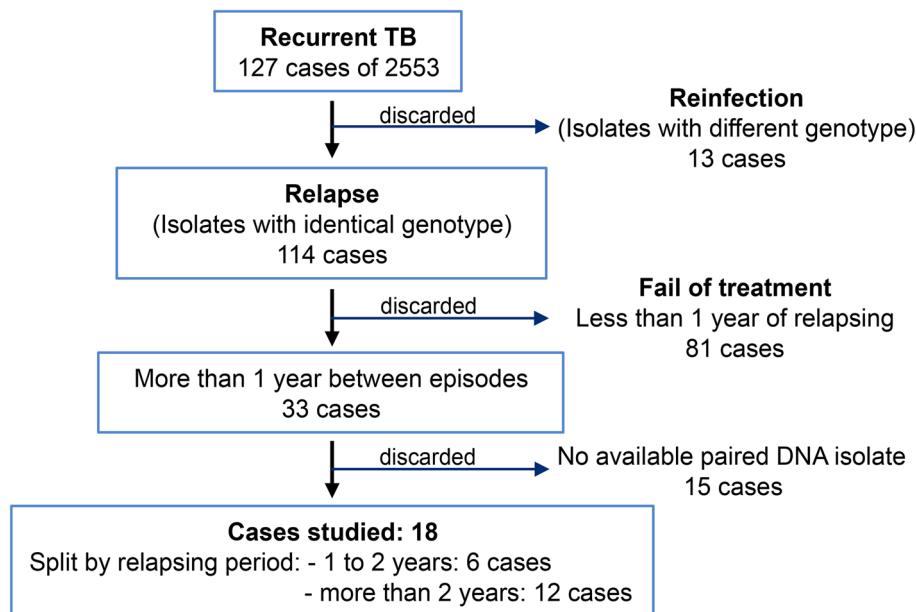 Recurrent TB
127 cases of 2553
discarded
Reinfection
(Isolates with different genotype)
13 cases
Relapse
(Isolates with identical genotype)
114 cases
discarded
Fail of treatment
Less than 1 year of relapsing
81 cases
More than 1 year between episodes
33 cases
discarded
No available paired DNA isolate
15 cases
Cases studied: 18
Split by relapsing period: - 1 to 2 years: 6 cases
- more than 2 years: 12 cases